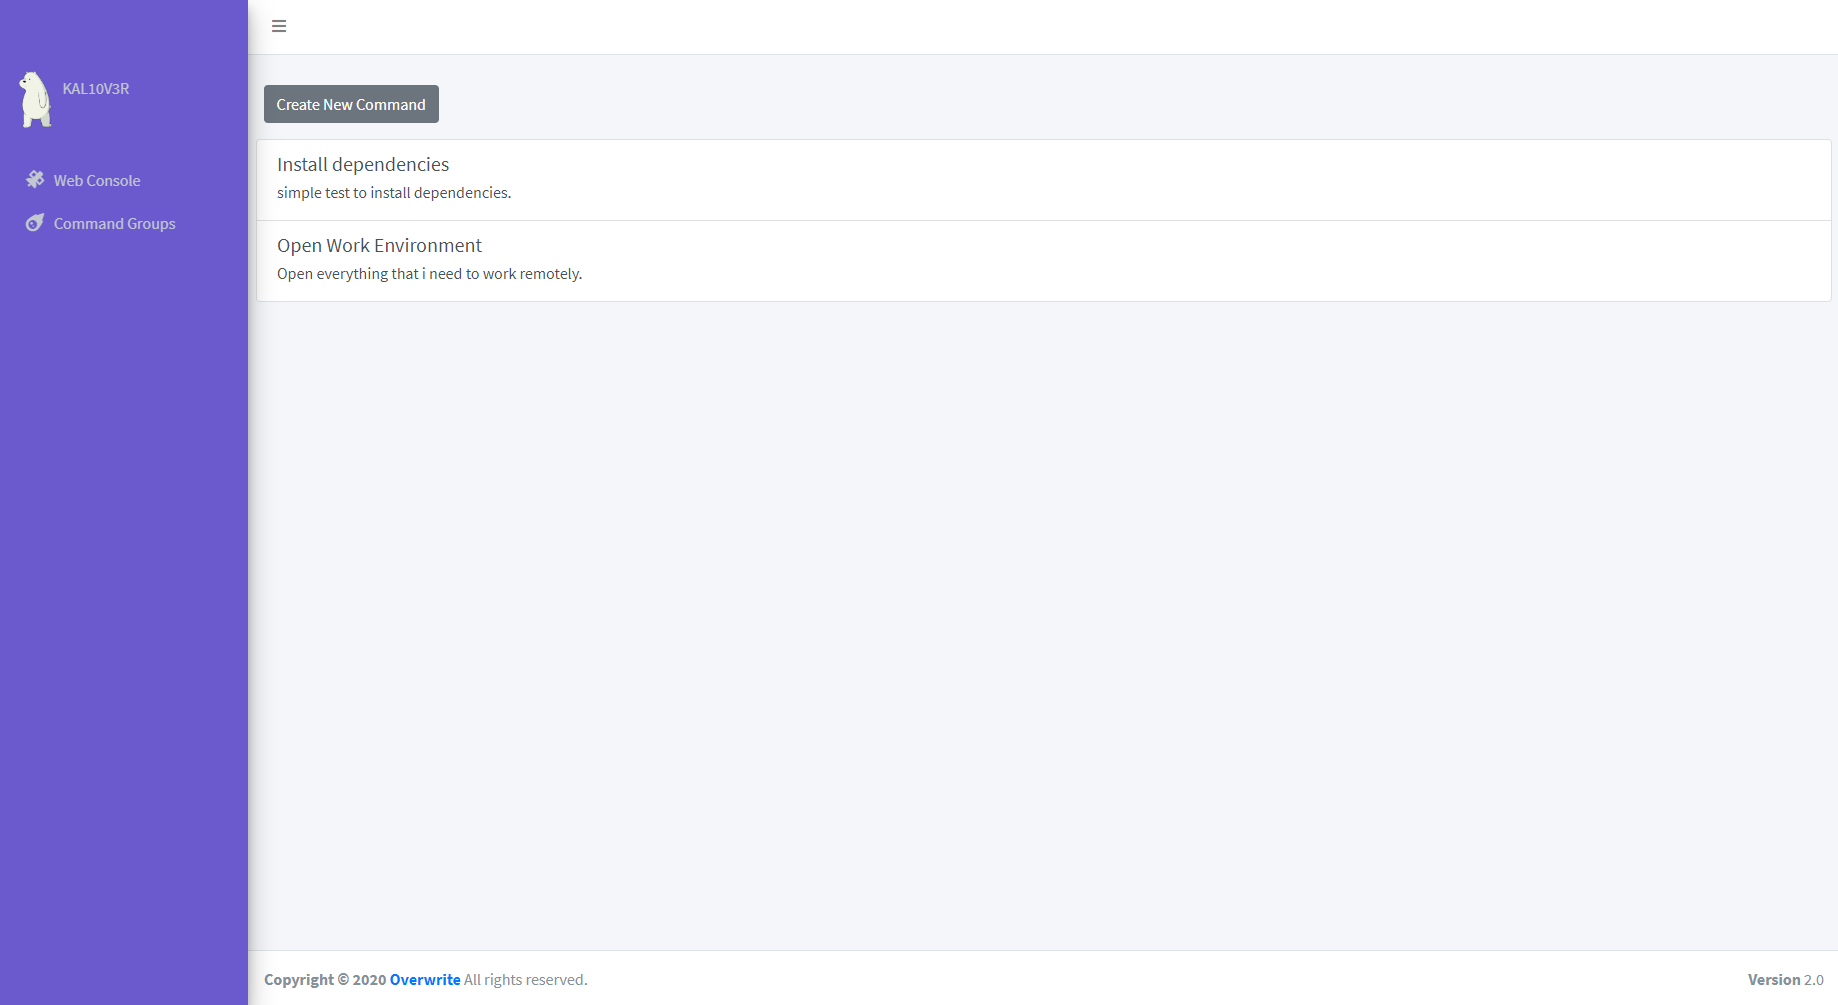 KAL10V3R
Web Console
Command Groups
Create New Command
Install dependencies
simple test to install dependencies.
Open Work Environment
Open everything that i need to work remotely.
Copyright © 2020 Overwrite All rights reserved.
Version 2.0